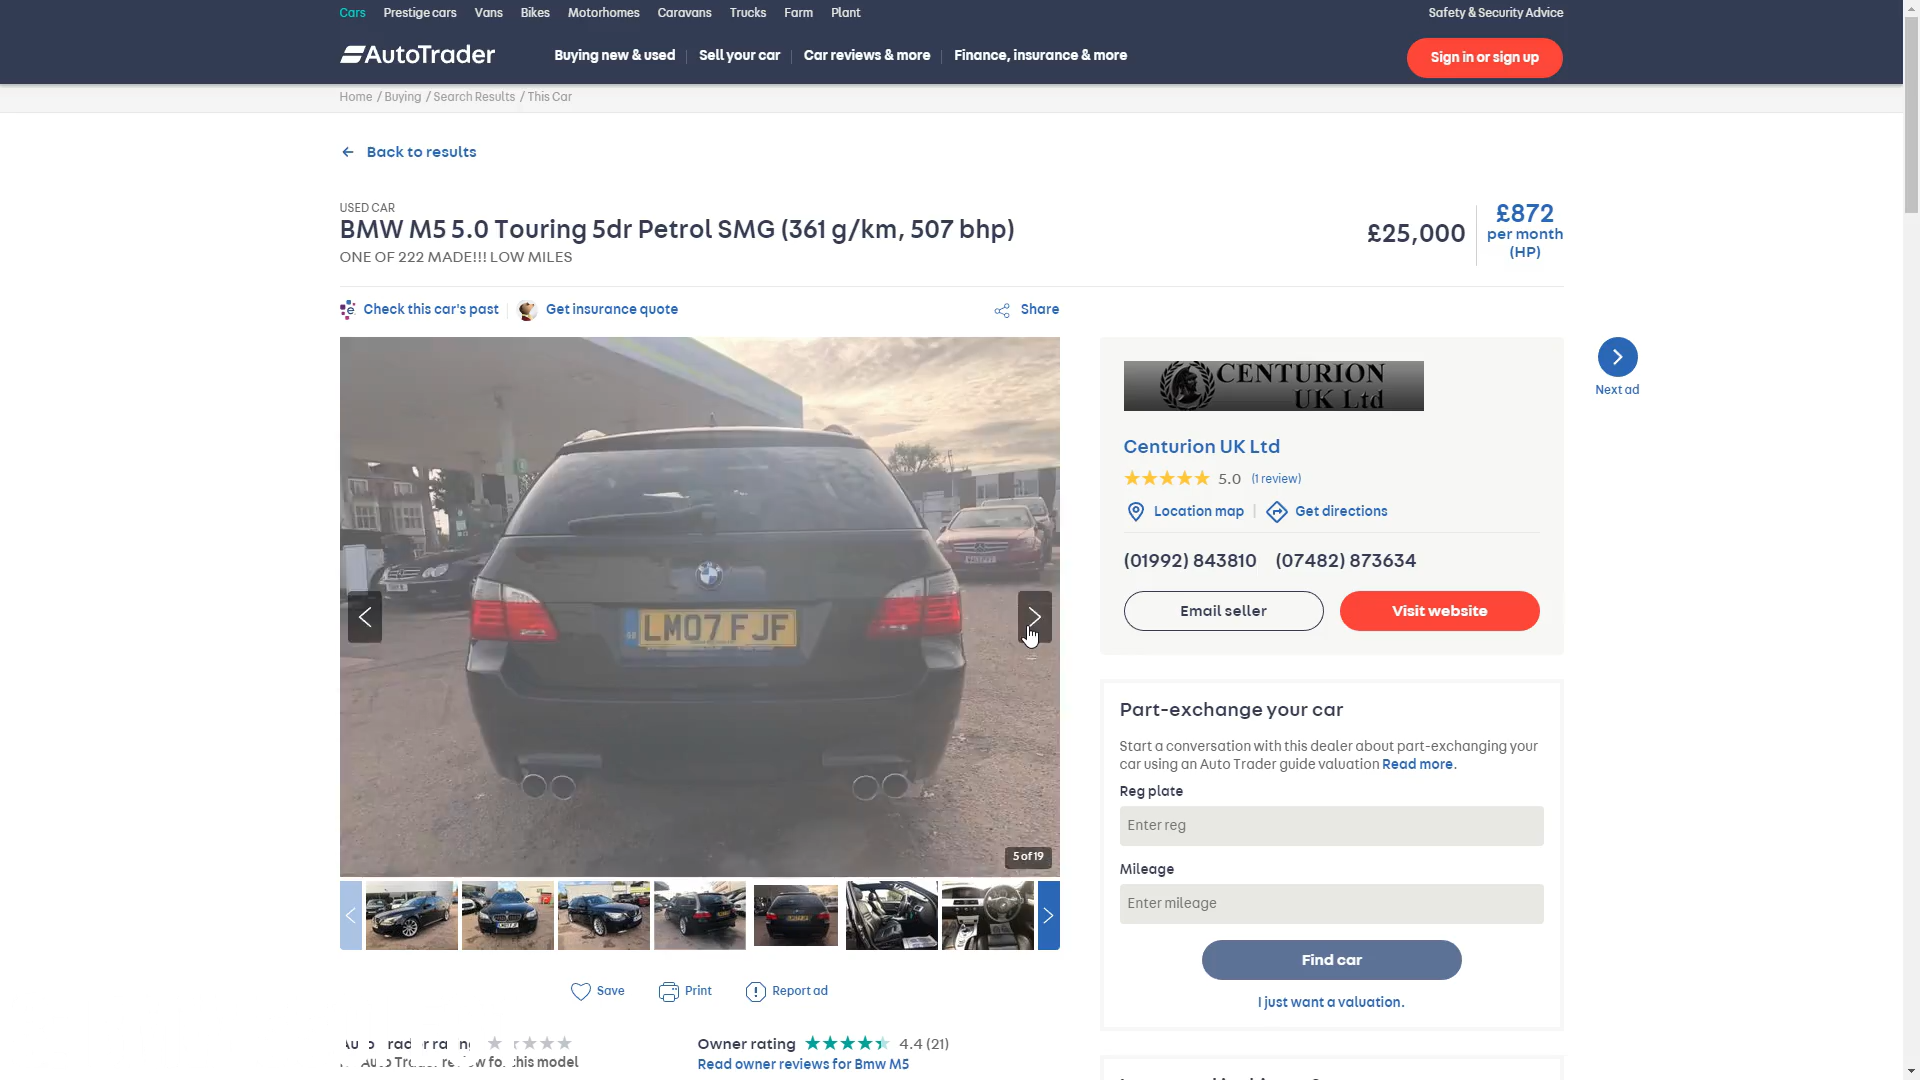 Cars Prestige cars Vans Bikes Motorhomes Caravans Trucks Farm Plant Safety & Security Advice
AutoTrader Buying new & used Sell your car Car reviews & more Finance, insurance & more Sign in or sign up
Home / Buying / Search Results / This Car
Back to results
USED CAR
BMW M5 5.0 Touring 5dr Petrol SMG (361 g/km, 507 bhp)
ONE OF 222 MADE!!! LOW MILES
£25,000
£872
per month
(HP)
Check this car's past Get insurance quote Share
LM07 FJF
5 of 19
Save Print Report ad
Owner rating 4.4 (21)
Read owner reviews for Bmw M5
CENTURION
UK Ltd
Next ad
Centurion UK Ltd
5.0 (1 review)
Location map Get directions
(01992) 843810 (07482) 873634
Email seller Visit website
Part-exchange your car
Start a conversation with this dealer about part-exchanging your
car using an Auto Trader guide valuation Read more.
Reg plate
Enter reg
Mileage
Enter mileage
Find car
I just want a valuation.